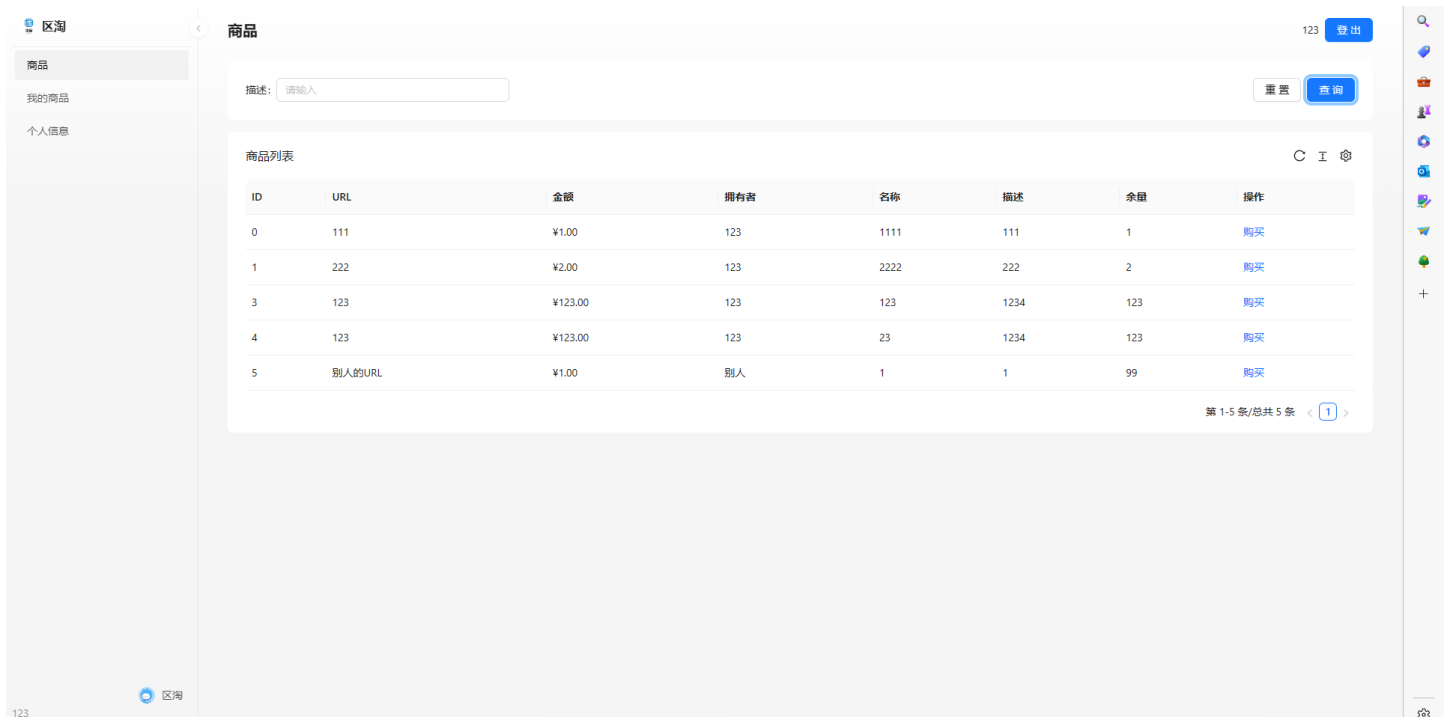 区淘
商品
123 登出
商品
我的商品
个人信息
描述: 请输入 重置 查询
商品列表
ID URL 金额 拥有者 名称 描述 余量 操作
0 111 ¥1.00 123 1111 111 1 购买
1 222 ¥2.00 123 2222 222 2 购买
3 123 ¥123.00 123 123 1234 123 购买
4 123 ¥123.00 123 23 1234 123 购买
5 别人的URL ¥1.00 别人 1 1 99 购买
第 1-5 条/总共 5 条 1
区淘
123